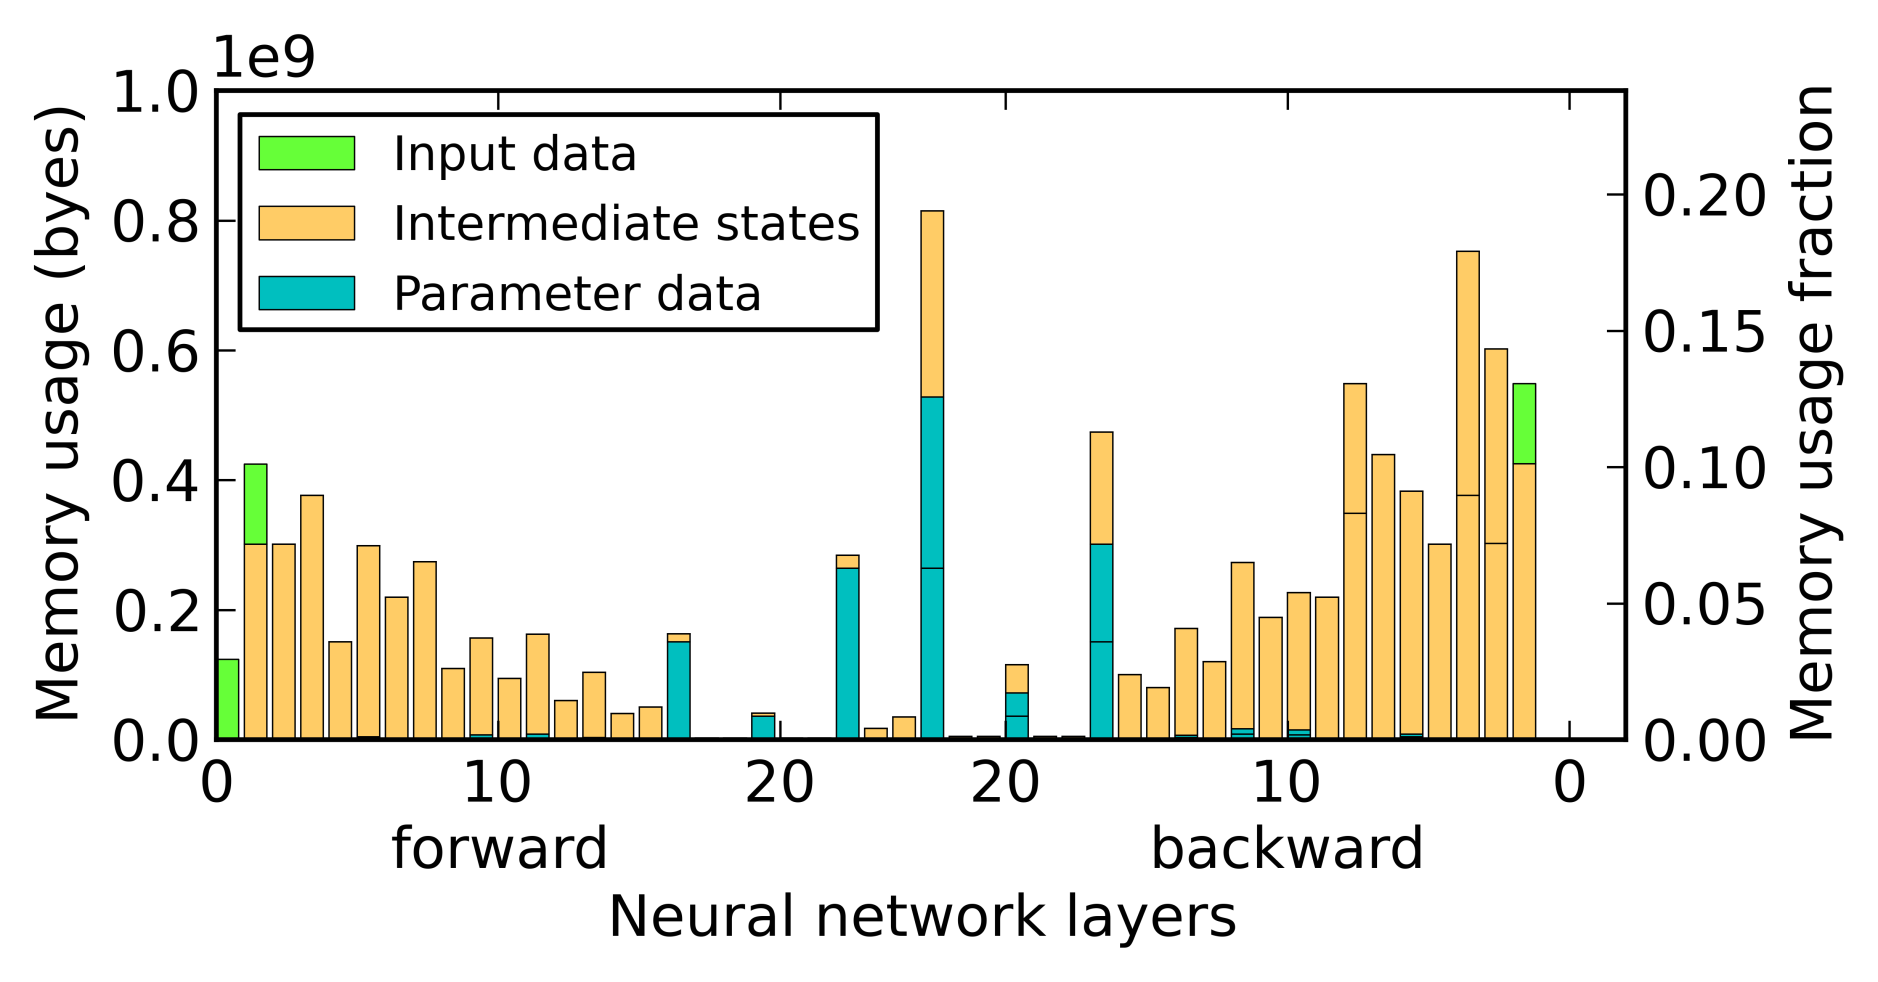 1e9
1.0
0.8
0.6
0.4
0.2
0.0
Memory usage (byes)
Input data
Intermediate states
Parameter data
0.20
0.15
0.10
0.05
0.00
Memory usage fraction
0 10 20 20 10 0
forward backward
Neural network layers